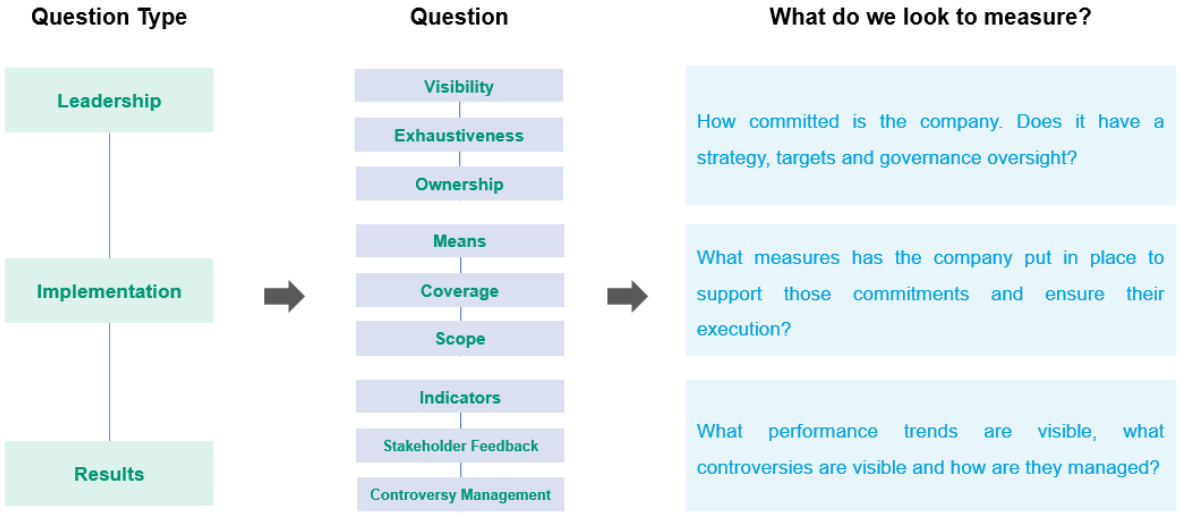 Question Type
Question
What do we look to measure?
Leadership
Visibility
Exhaustiveness
Ownership
How committed is the company. Does it have a
strategy, targets and governance oversight?
Implementation
Means
Coverage
Scope
What measures has the company put in place to
support those commitments and ensure their
execution?
Results
Indicators
Stakeholder Feedback
Controversy Management
What performance trends are visible, what
controversies are visible and how are they managed?